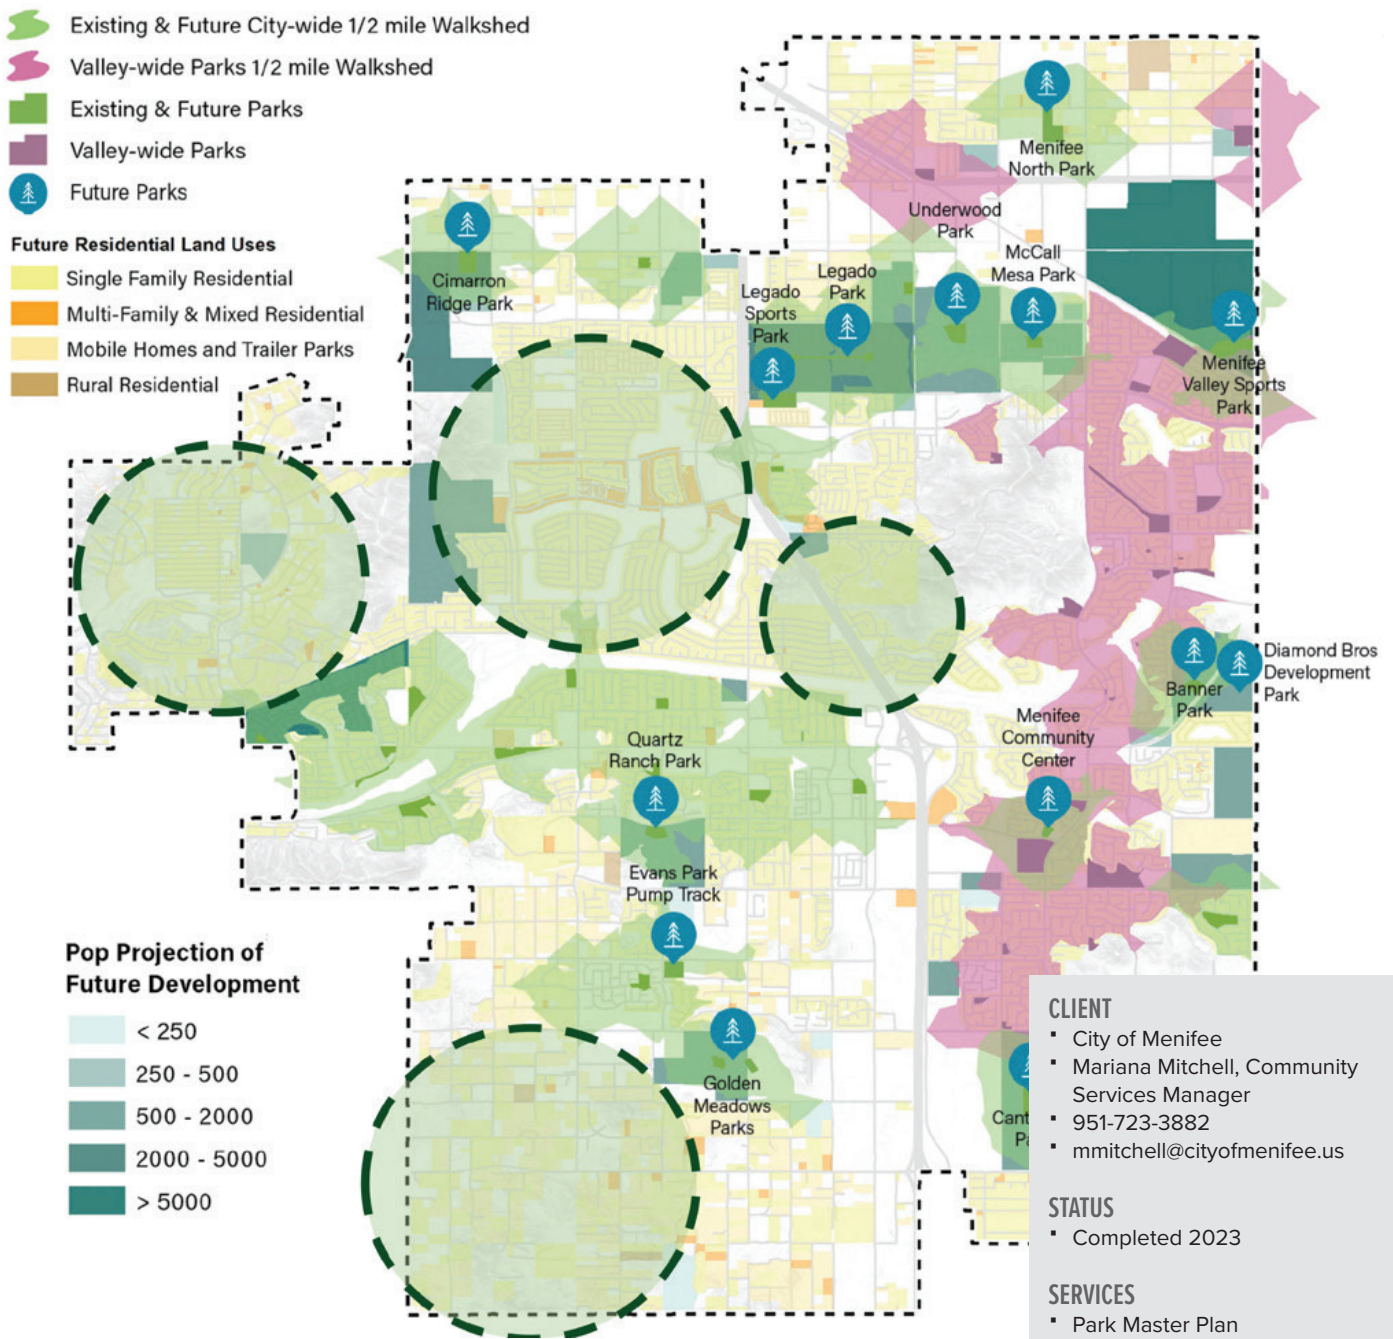 Existing & Future City-wide 1/2 mile Walkshed
Valley-wide Parks 1/2 mile Walkshed
Existing & Future Parks
Valley-wide Parks
Future Parks
Future Residential Land Uses
Single Family Residential
Multi-Family & Mixed Residential
Mobile Homes and Trailer Parks
Rural Residential
Menifee
North Park
Underwood
Park
McCall
Mesa Park
Cimarron
Ridge Park
Legado
Park
Legado
Sports
Park
Menifee
Valley Sports
Park
Diamond Bros
Development
Park
Banner
Park
Menifee
Community
Center
Quartz
Ranch Park
Evans Park
Pump Track
Golden
Meadows
Parks
Pop Projection of
Future Development
< 250
250 - 500
500 - 2000
2000 - 5000
> 5000
CLIENT
▪ City of Menifee
▪ Mariana Mitchell, Community
Services Manager
▪ 951-723-3882
▪ mmitchell@cityofmenifee.us
STATUS
▪ Completed 2023
SERVICES
▪ Park Master Plan